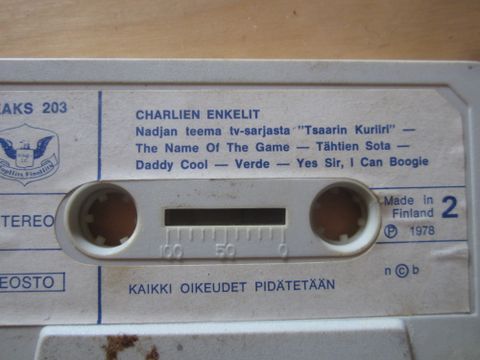 AKS 203
CHARLIEN ENKELIT
Nadjan teema tv-sarjasta "Tsaarin Kuriiri" —
The Name Of The Game — Tähtien Sota —
Daddy Cool — Verde — Yes Sir, I Can Boogie
TEREO
Made in
Finland
2
Ⓟ 1978
100 50 0
EOSTO
n ©b
KAIKKI OIKEUDET PIDÄTETÄÄN